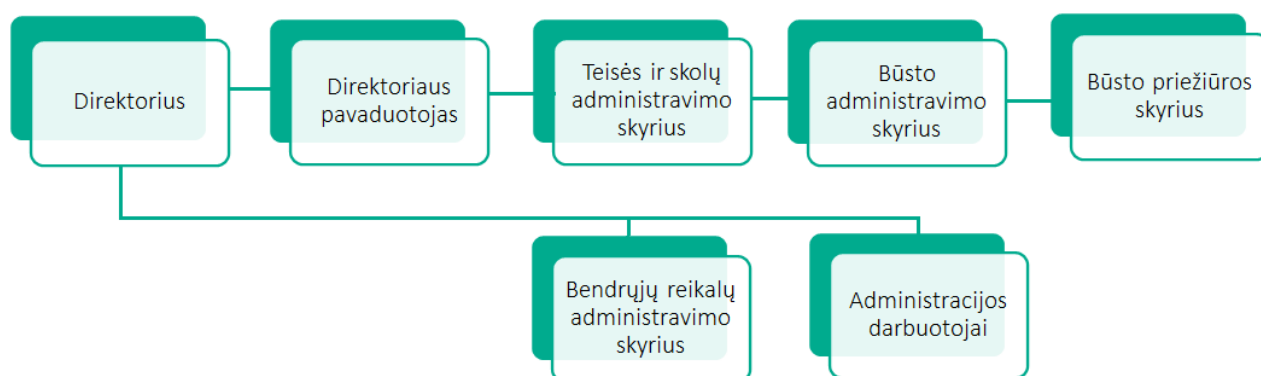 Direktorius
Direktoriaus
pavaduotojas
Teisės ir skolų
administravimo
skyrius
Būsto
administravimo
skyrius
Būsto priežiūros
skyrius
Bendrųjų reikalų
administravimo
skyrius
Administracijos
darbuotojai